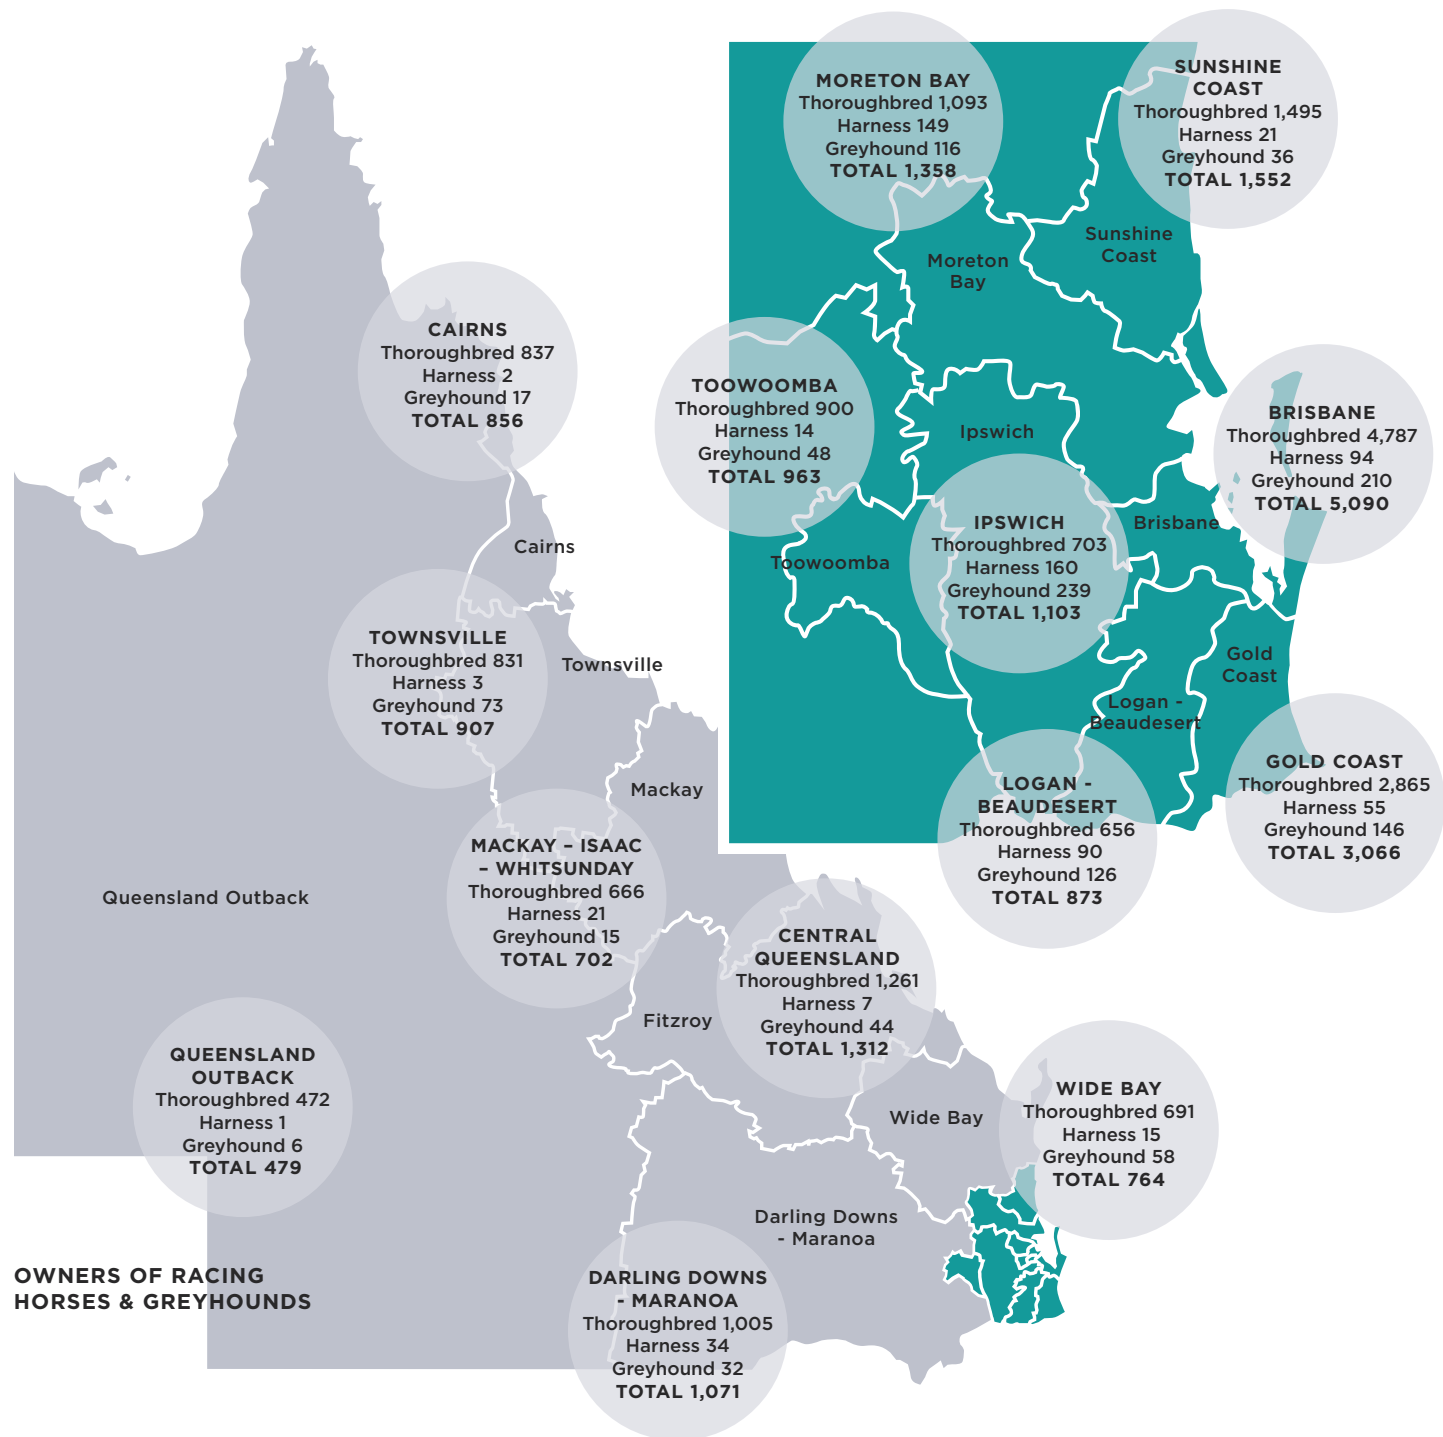 MORETON BAY
Thoroughbred 1,093
Harness 149
Greyhound 116
TOTAL 1,358
SUNSHINE
COAST
Thoroughbred 1,495
Harness 21
Greyhound 36
TOTAL 1,552
Sunshine
Coast
Moreton
Bay
CAIRNS
Thoroughbred 837
Harness 2
Greyhound 17
TOTAL 856
TOOWOOMBA
Thoroughbred 900
Harness 14
Greyhound 48
TOTAL 963
Ipswich
BRISBANE
Thoroughbred 4,787
Harness 94
Greyhound 210
TOTAL 5,090
IPSWICH
Thoroughbred 703
Harness 160
Greyhound 239
TOTAL 1,103
Brisbane
Toowoomba
Cairns
TOWNSVILLE
Thoroughbred 831
Harness 3
Greyhound 73
TOTAL 907
Townsville
Gold
Coast
Logan -
Beaudesert
GOLD COAST
Thoroughbred 2,865
Harness 55
Greyhound 146
TOTAL 3,066
LOGAN -
BEAUDESERT
Thoroughbred 656
Harness 90
Greyhound 126
TOTAL 873
Mackay
MACKAY – ISAAC
– WHITSUNDAY
Thoroughbred 666
Harness 21
Greyhound 15
TOTAL 702
Queensland Outback
CENTRAL
QUEENSLAND
Thoroughbred 1,261
Harness 7
Greyhound 44
TOTAL 1,312
Fitzroy
QUEENSLAND
OUTBACK
Thoroughbred 472
Harness 1
Greyhound 6
TOTAL 479
Wide Bay
WIDE BAY
Thoroughbred 691
Harness 15
Greyhound 58
TOTAL 764
Darling Downs
- Maranoa
DARLING DOWNS
- MARANOA
Thoroughbred 1,005
Harness 34
Greyhound 32
TOTAL 1,071
OWNERS OF RACING
HORSES & GREYHOUNDS